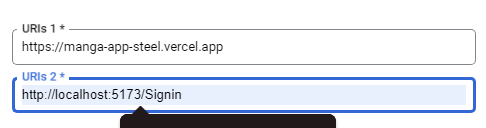 URIs 1 *
https://manga-app-steel.vercel.app
URIs 2 *
http://localhost:5173/Signin